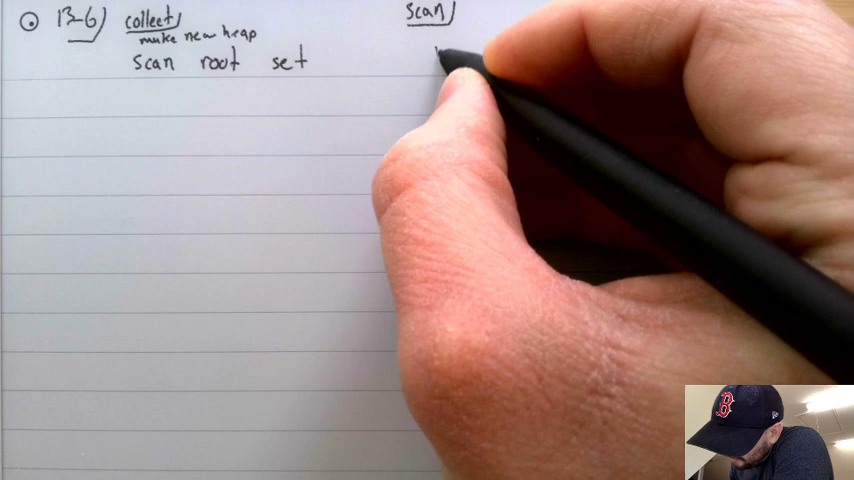 13-6) collect/
make new heap
scan root set
scan/
B